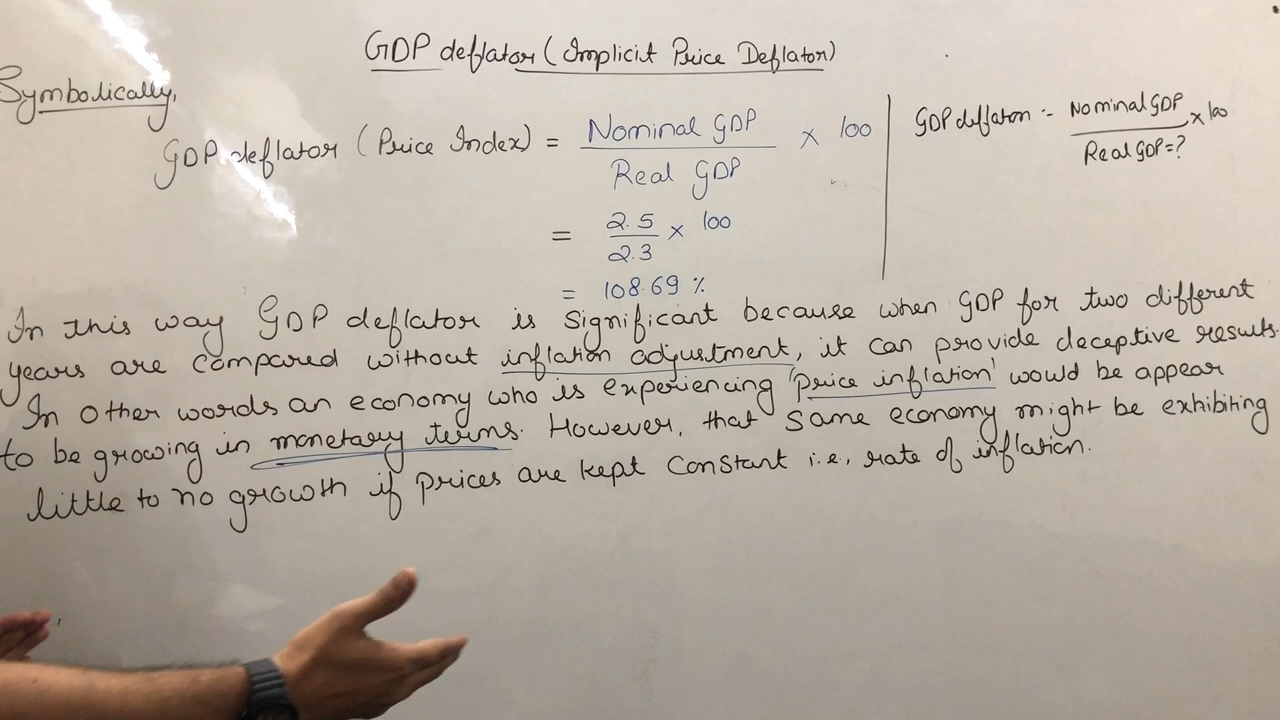 GDP deflator (Implicit Price Deflator)
Symbolically,
GDP deflator (Price Index) = Nominal GDP / Real GDP × 100
= 2.5 / 2.3 × 100
= 108.69 %
GDP deflaton :- Nominal GDP / Real GDP = ? × 100
In this way GDP deflator is significant because when GDP for two different
years are compared without inflation adjustment, it can provide deceptive results.
In other words an economy who is experiencing 'price inflation' would be appear
to be growing in monetary terms. However, that same economy might be exhibiting
little to no growth if prices are kept constant i.e, rate of inflation.